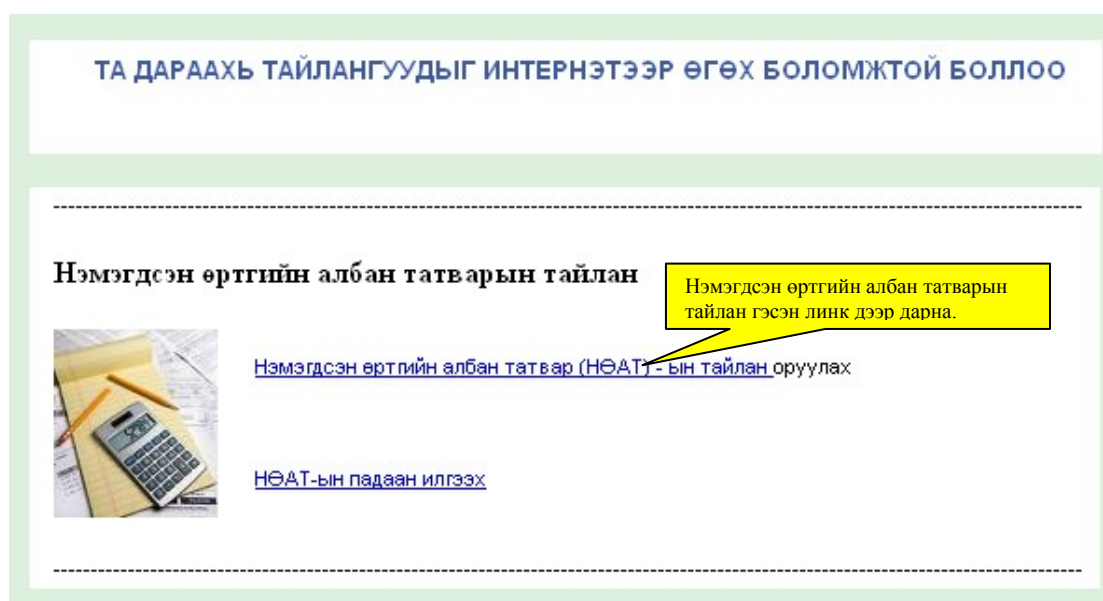 ТА ДАРААХЬ ТАЙЛАНГУУДЫГ ИНТЕРНЭТЭЭР ӨГӨХ БОЛОМЖТОЙ БОЛЛОО
Нэмэгдсэн өртгийн албан татварын тайлан
Нэмэгдсэн өртгийн албан татварын
тайлан гэсэн линк дээр дарна.
Нэмэгдсэн өртгийн албан татвар (НӨАТ) - ын тайлан оруулах
НӨАТ-ын падаан илгээх